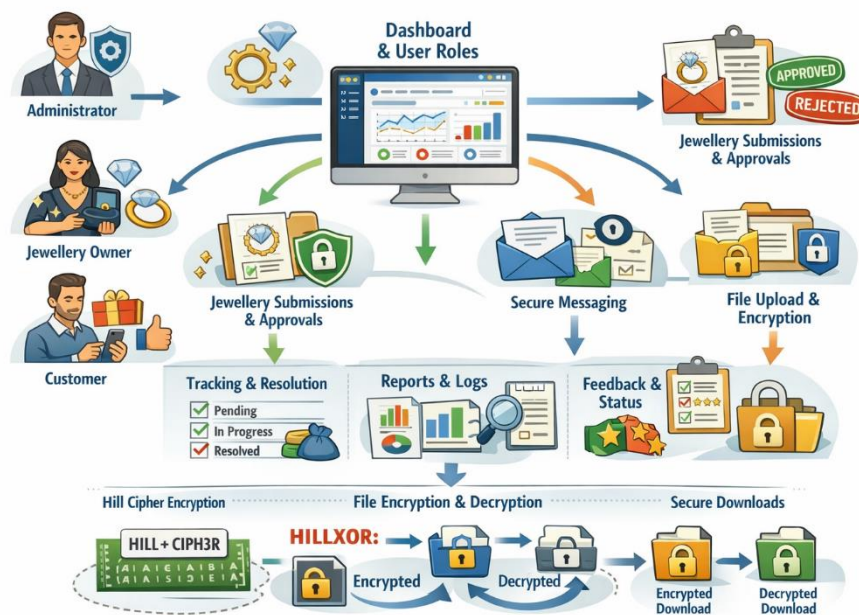 Dashboard
& User Roles
Administrator
APPROVED
REJECTED
Jewellery Submissions
& Approvals
Jewellery Owner
Jewellery Submissions
& Approvals
Secure Messaging
File Upload &
Encryption
Customer
Tracking & Resolution
Pending
In Progress
Resolved
Reports & Logs
Feedback &
Status
Hill Cipher Encryption
File Encryption & Decryption
Secure Downloads
HILL + CIPH3R
HILLXOR:
Encrypted
Decrypted
Encrypted
Download
Decrypted
Download